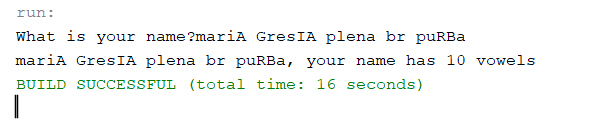 run:
What is your name?mariA GresIA plena br puRBa
mariA GresIA plena br puRBa, your name has 10 vowels
BUILD SUCCESSFUL (total time: 16 seconds)